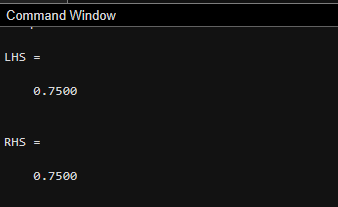 Command Window
LHS =
0.7500
RHS =
0.7500